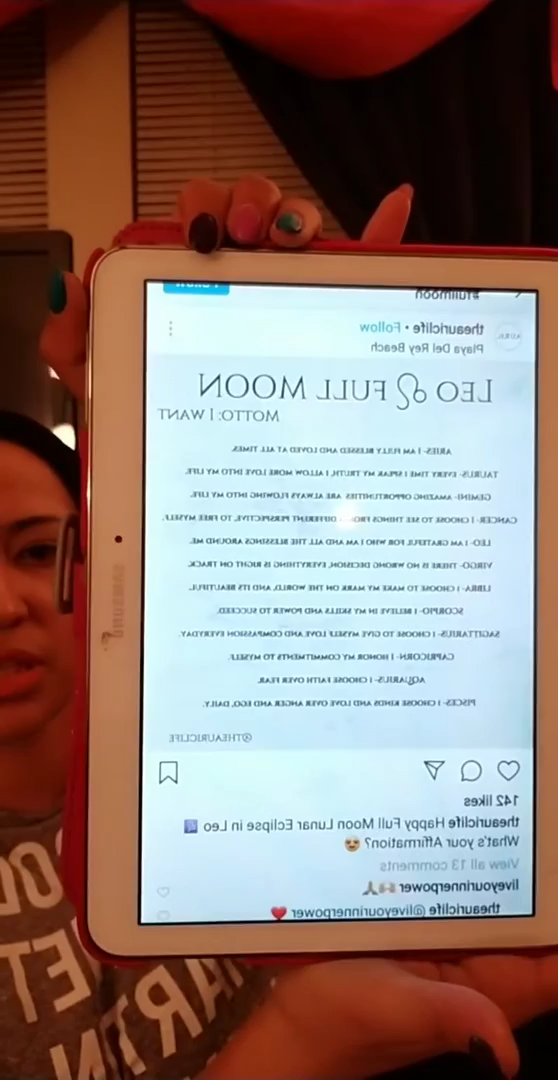 #fullmoon
theauriclife • Follow
Playa Del Rey Beach
LEO ♌ FULL MOON
MOTTO: I WANT
ARIES- I AM FULLY BLESSED AND LOVED AT ALL TIMES.
TAURUS- EVERY TIME I SPEAK MY TRUTH, I ALLOW MORE LOVE INTO MY LIFE.
GEMINI- AMAZING OPPORTUNITIES ARE ALWAYS FLOWING INTO MY LIFE.
CANCER- I CHOOSE TO SEE THINGS FROM DIFFERENT PERSPECTIVE, TO FREE MYSELF.
LEO- I AM GRATEFUL FOR WHO I AM AND ALL THE BLESSINGS AROUND ME.
VIRGO- THERE IS NO WRONG DECISION, EVERYTHING IS RIGHT ON TRACK.
LIBRA- I CHOOSE TO MAKE MY MARK ON THE WORLD, AND ITS BEAUTIFUL.
SCORPIO- I BELIEVE IN MY SKILLS AND POWER TO SUCCEED.
SAGITTARIUS- I CHOOSE TO GIVE MYSELF LOVE AND COMPASSION EVERYDAY.
CAPRICORN- I HONOR MY COMMITMENTS TO MYSELF.
AQUARIUS- I CHOOSE FAITH OVER FEAR.
PISCES- I CHOOSE KINDS AND LOVE OVER ANGER AND EGO, DAILY.
@THEAURICLIFE
142 likes
theauriclife Happy Full Moon Lunar Eclipse in Leo 🌌
What's your Affirmation? 😍
View all 13 comments
liveyourinnerpower 🙌🏼🙏🏽
theauriclife @liveyourinnerpower ❤️
SAMSUNG